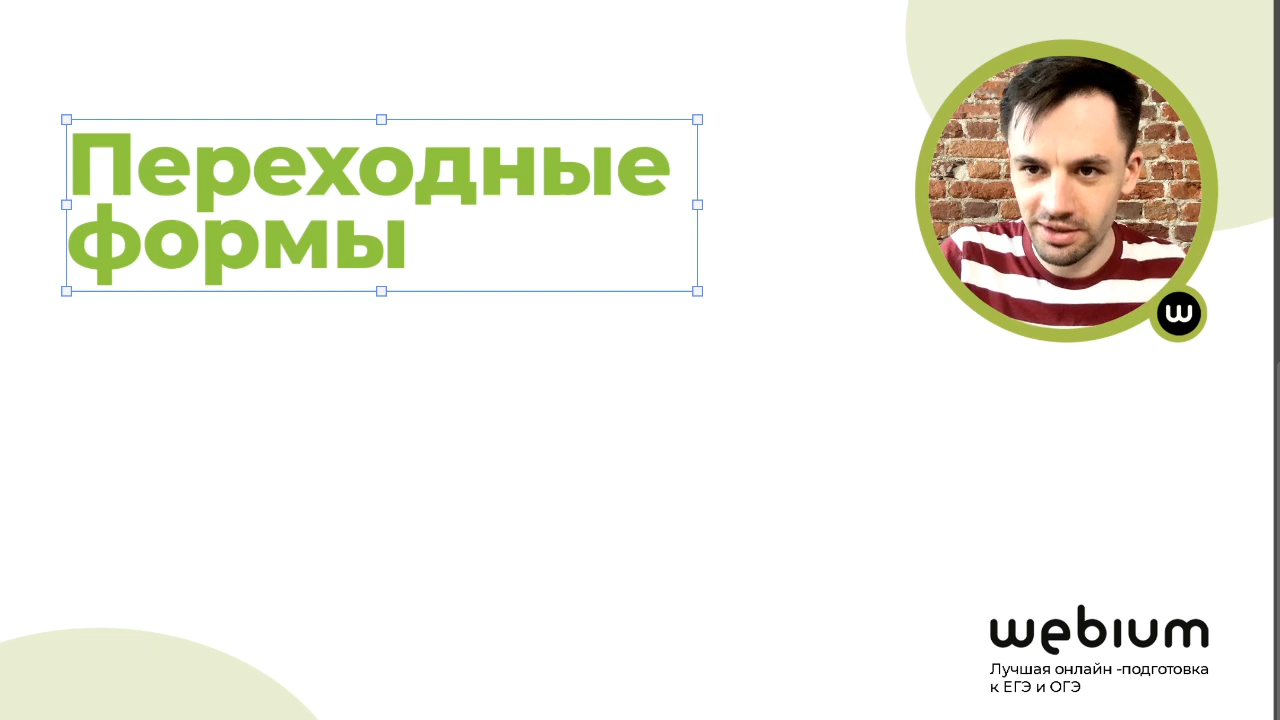 Переходные
формы
w
webium
Лучшая онлайн -подготовка
к ЕГЭ и ОГЭ